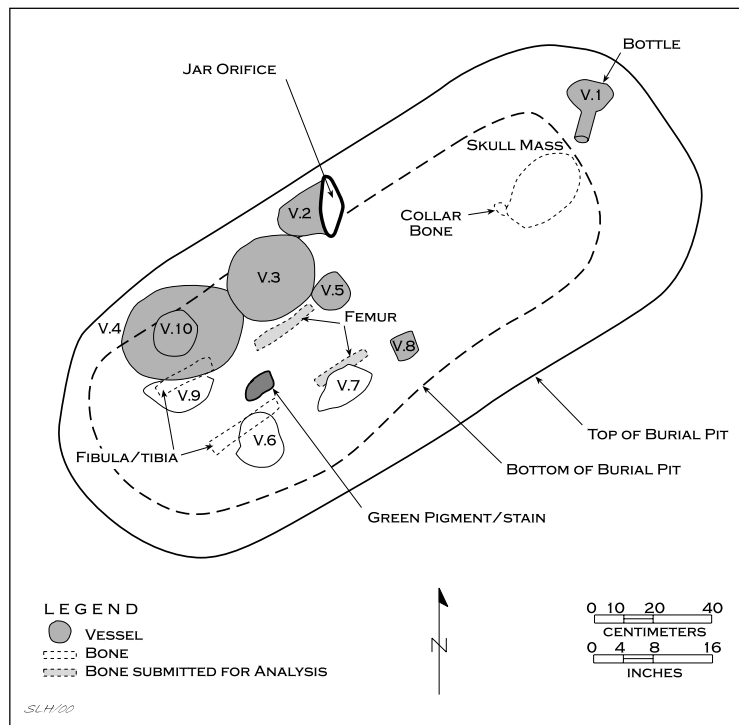 BOTTLE
JAR ORIFICE
V.1
SKULL MASS
V.2
COLLAR
BONE
V.3
V.5
FEMUR
V.4
V.10
V.8
V.9
V.7
TOP OF BURIAL PIT
V.6
FIBULA/TIBIA
BOTTOM OF BURIAL PIT
GREEN PIGMENT/STAIN
LEGEND
VESSEL
BONE
BONE SUBMITTED FOR ANALYSIS
N
0 10 20 40
CENTIMETERS
0 4 8 16
INCHES
SLH/00